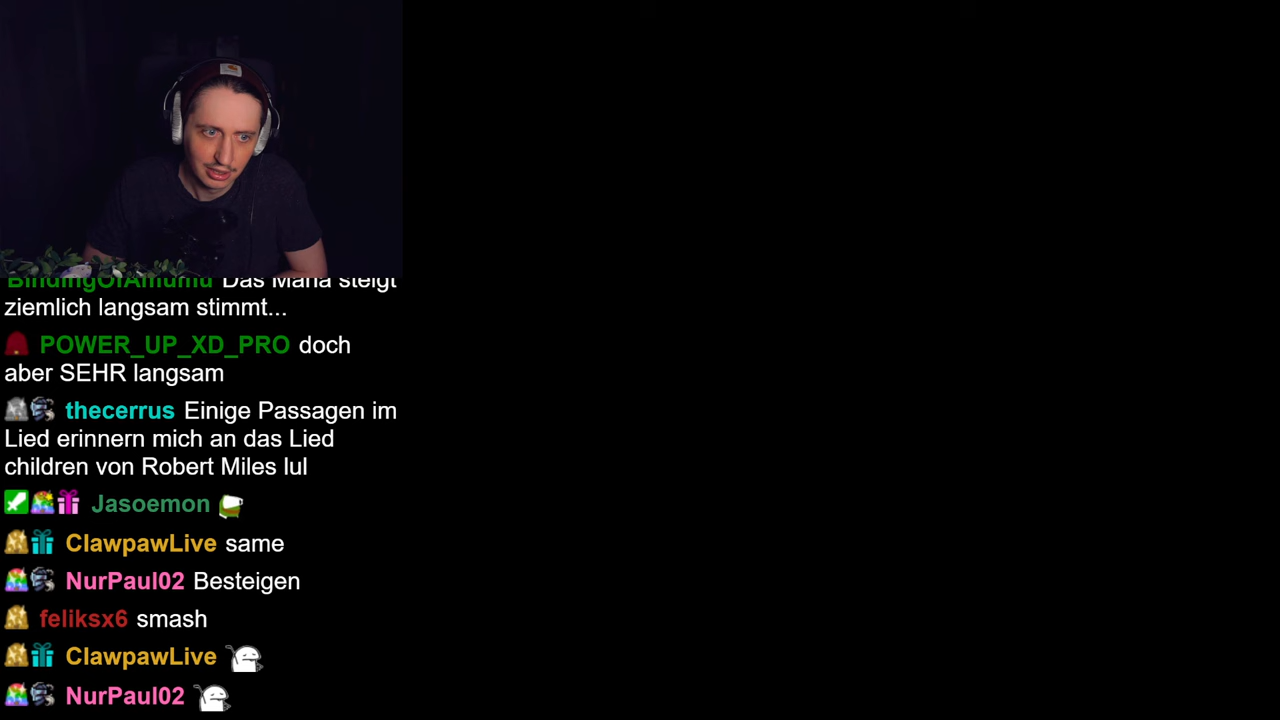 BindingOfAmumu Das Mana steigt
ziemlich langsam stimmt...
POWER_UP_XD_PRO doch
aber SEHR langsam
thecerrus Einige Passagen im
Lied erinnern mich an das Lied
children von Robert Miles lul
Jasoemon
ClawpawLive same
NurPaul02 Besteigen
feliksx6 smash
ClawpawLive
NurPaul02